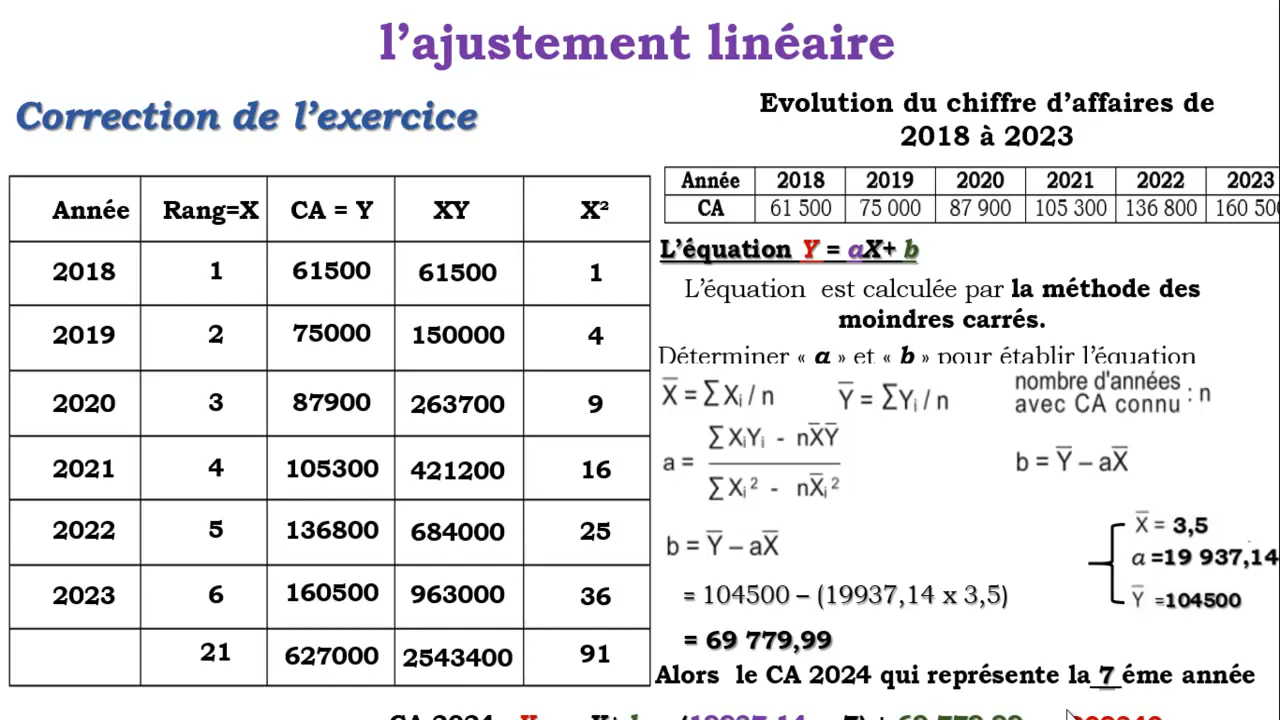 l'ajustement linéaire
Correction de l'exercice
Evolution du chiffre d'affaires de
2018 à 2023
Année 2018 2019 2020 2021 2022 2023
CA 61 500 75 000 87 900 105 300 136 800 160 50
L'équation Y = aX+ b
L'équation est calculée par la méthode des
moindres carrés.
Déterminer « a » et « b » pour établir l'équation
X̅ = ∑Xᵢ / n Y̅ = ∑Yᵢ / n nombre d'années avec CA connu : n
a = (∑XᵢYᵢ - nX̅Y̅) / (∑Xᵢ² - nX̅ᵢ²) b = Y̅ – aX̅
b = Y̅ – aX̅
= 104500 – (19937,14 x 3,5)
= 69 779,99
X̅ = 3,5
a =19 937,14
Y̅ =104500
Alors le CA 2024 qui représente la 7 éme année
Année Rang=X CA = Y XY X²
2018 1 61500 61500 1
2019 2 75000 150000 4
2020 3 87900 263700 9
2021 4 105300 421200 16
2022 5 136800 684000 25
2023 6 160500 963000 36
21 627000 2543400 91